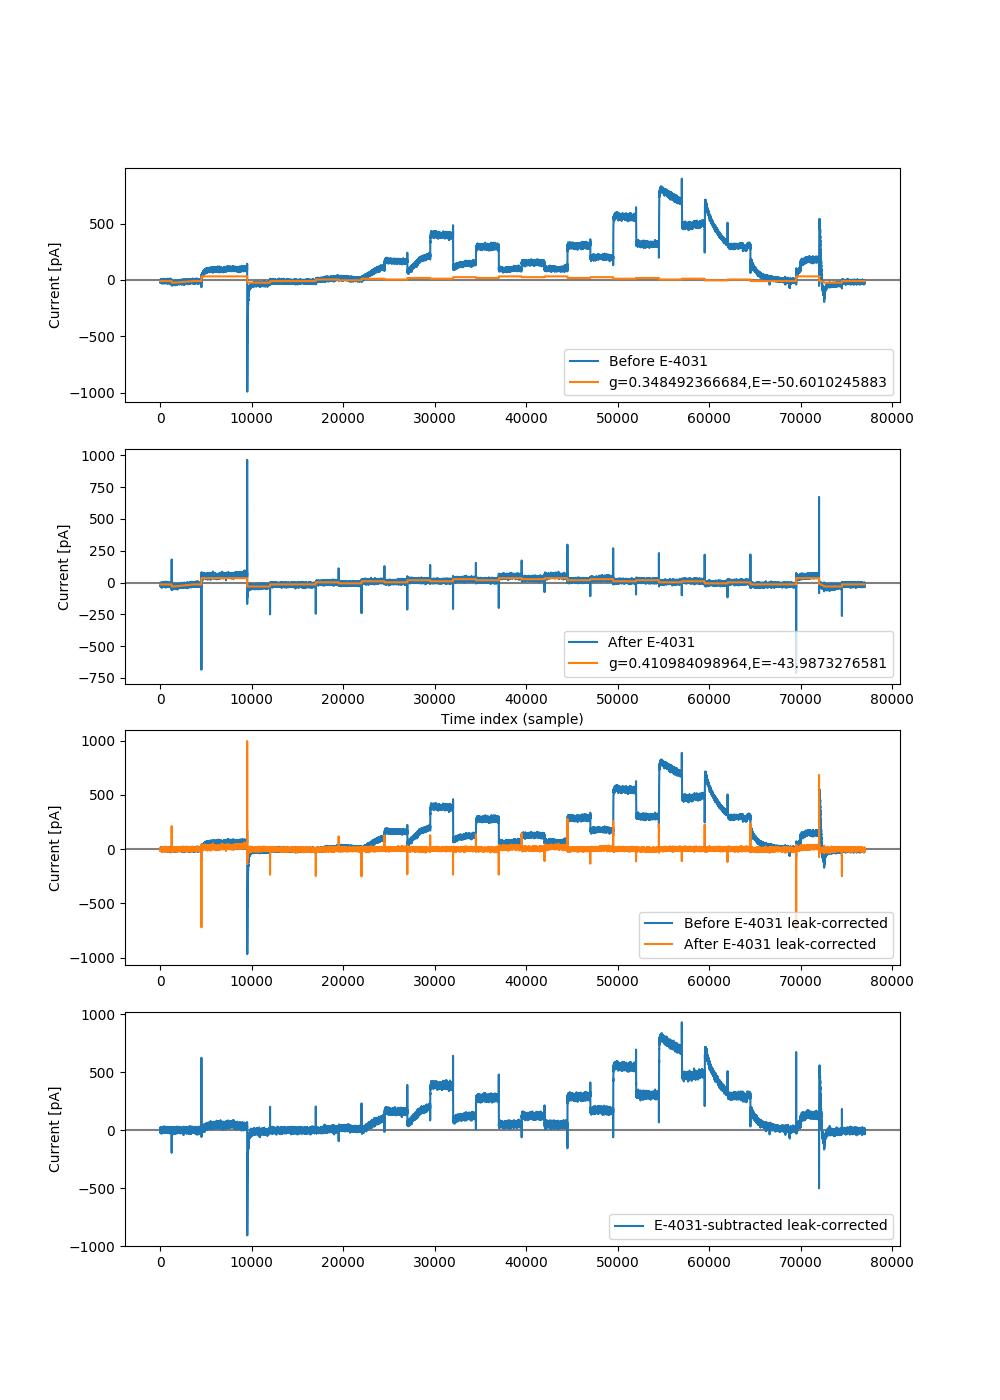 Current [pA]
500
0
−500
−1000
Before E-4031
g=0.348492366684,E=-50.6010245883
0 10000 20000 30000 40000 50000 60000 70000 80000
Current [pA]
1000
750
500
250
0
−250
−500
−750
After E-4031
g=0.410984098964,E=-43.9873276581
0 10000 20000 30000 40000 50000 60000 70000 80000
Time index (sample)
Current [pA]
1000
500
0
−500
−1000
Before E-4031 leak-corrected
After E-4031 leak-corrected
0 10000 20000 30000 40000 50000 60000 70000 80000
Current [pA]
1000
500
0
−500
−1000
E-4031-subtracted leak-corrected
0 10000 20000 30000 40000 50000 60000 70000 80000